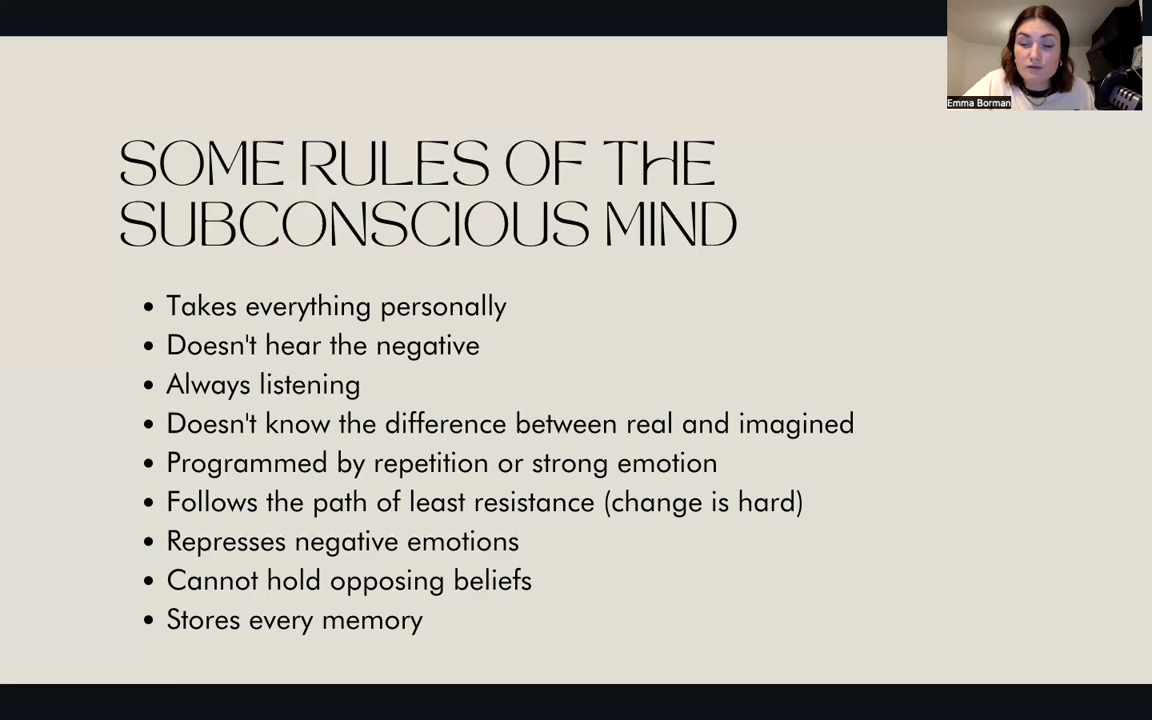 Emma Borman
SOME RULES OF THE
SUBCONSCIOUS MIND
• Takes everything personally
• Doesn't hear the negative
• Always listening
• Doesn't know the difference between real and imagined
• Programmed by repetition or strong emotion
• Follows the path of least resistance (change is hard)
• Represses negative emotions
• Cannot hold opposing beliefs
• Stores every memory